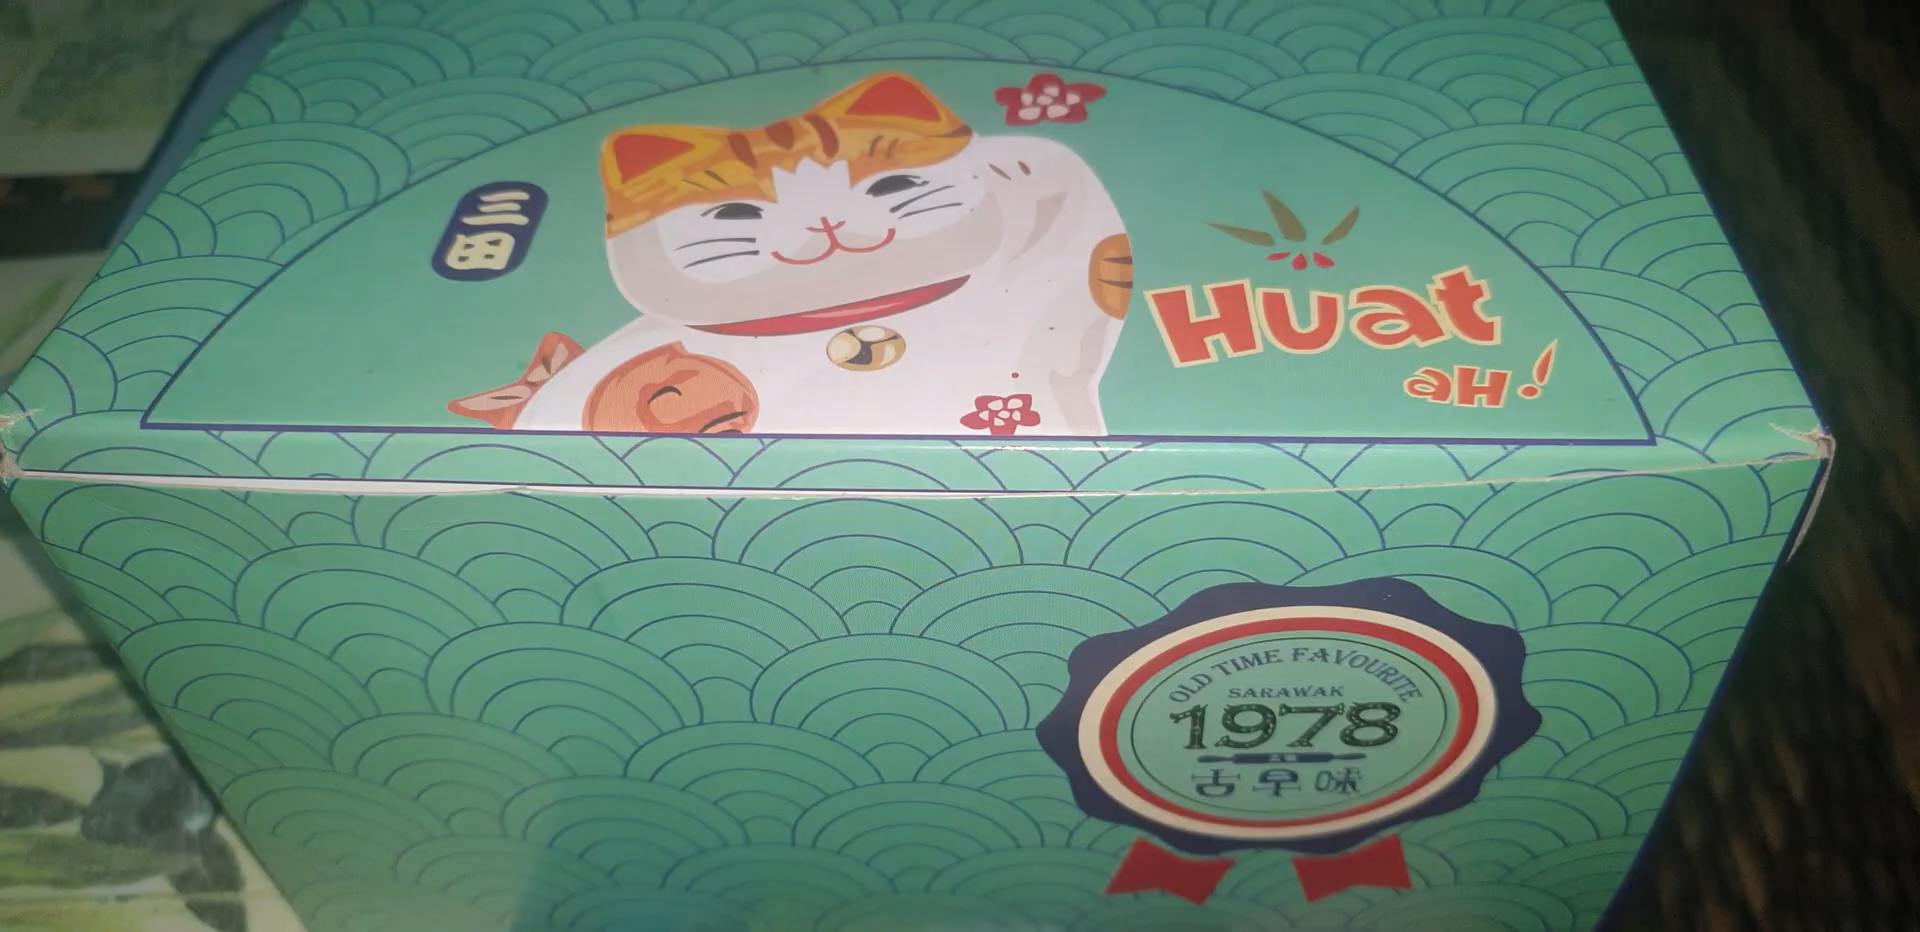 三田
Huat
aH!
OLD TIME FAVOURITE
SARAWAK
1978
古早味